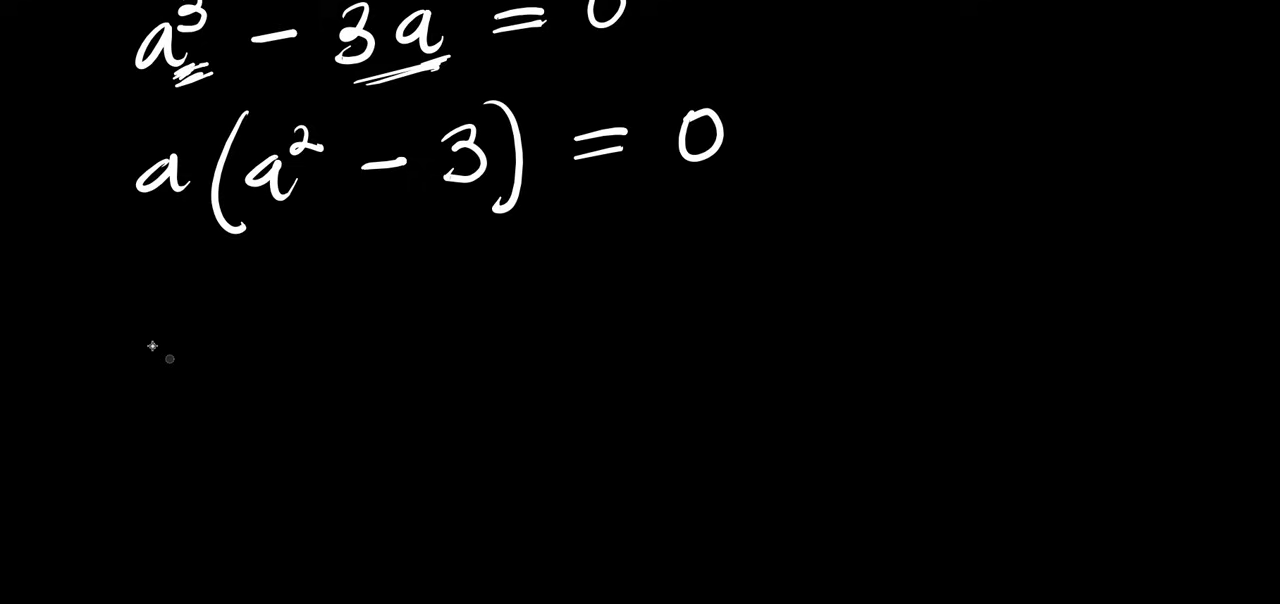 a³ - 3a = 0
a(a² - 3) = 0